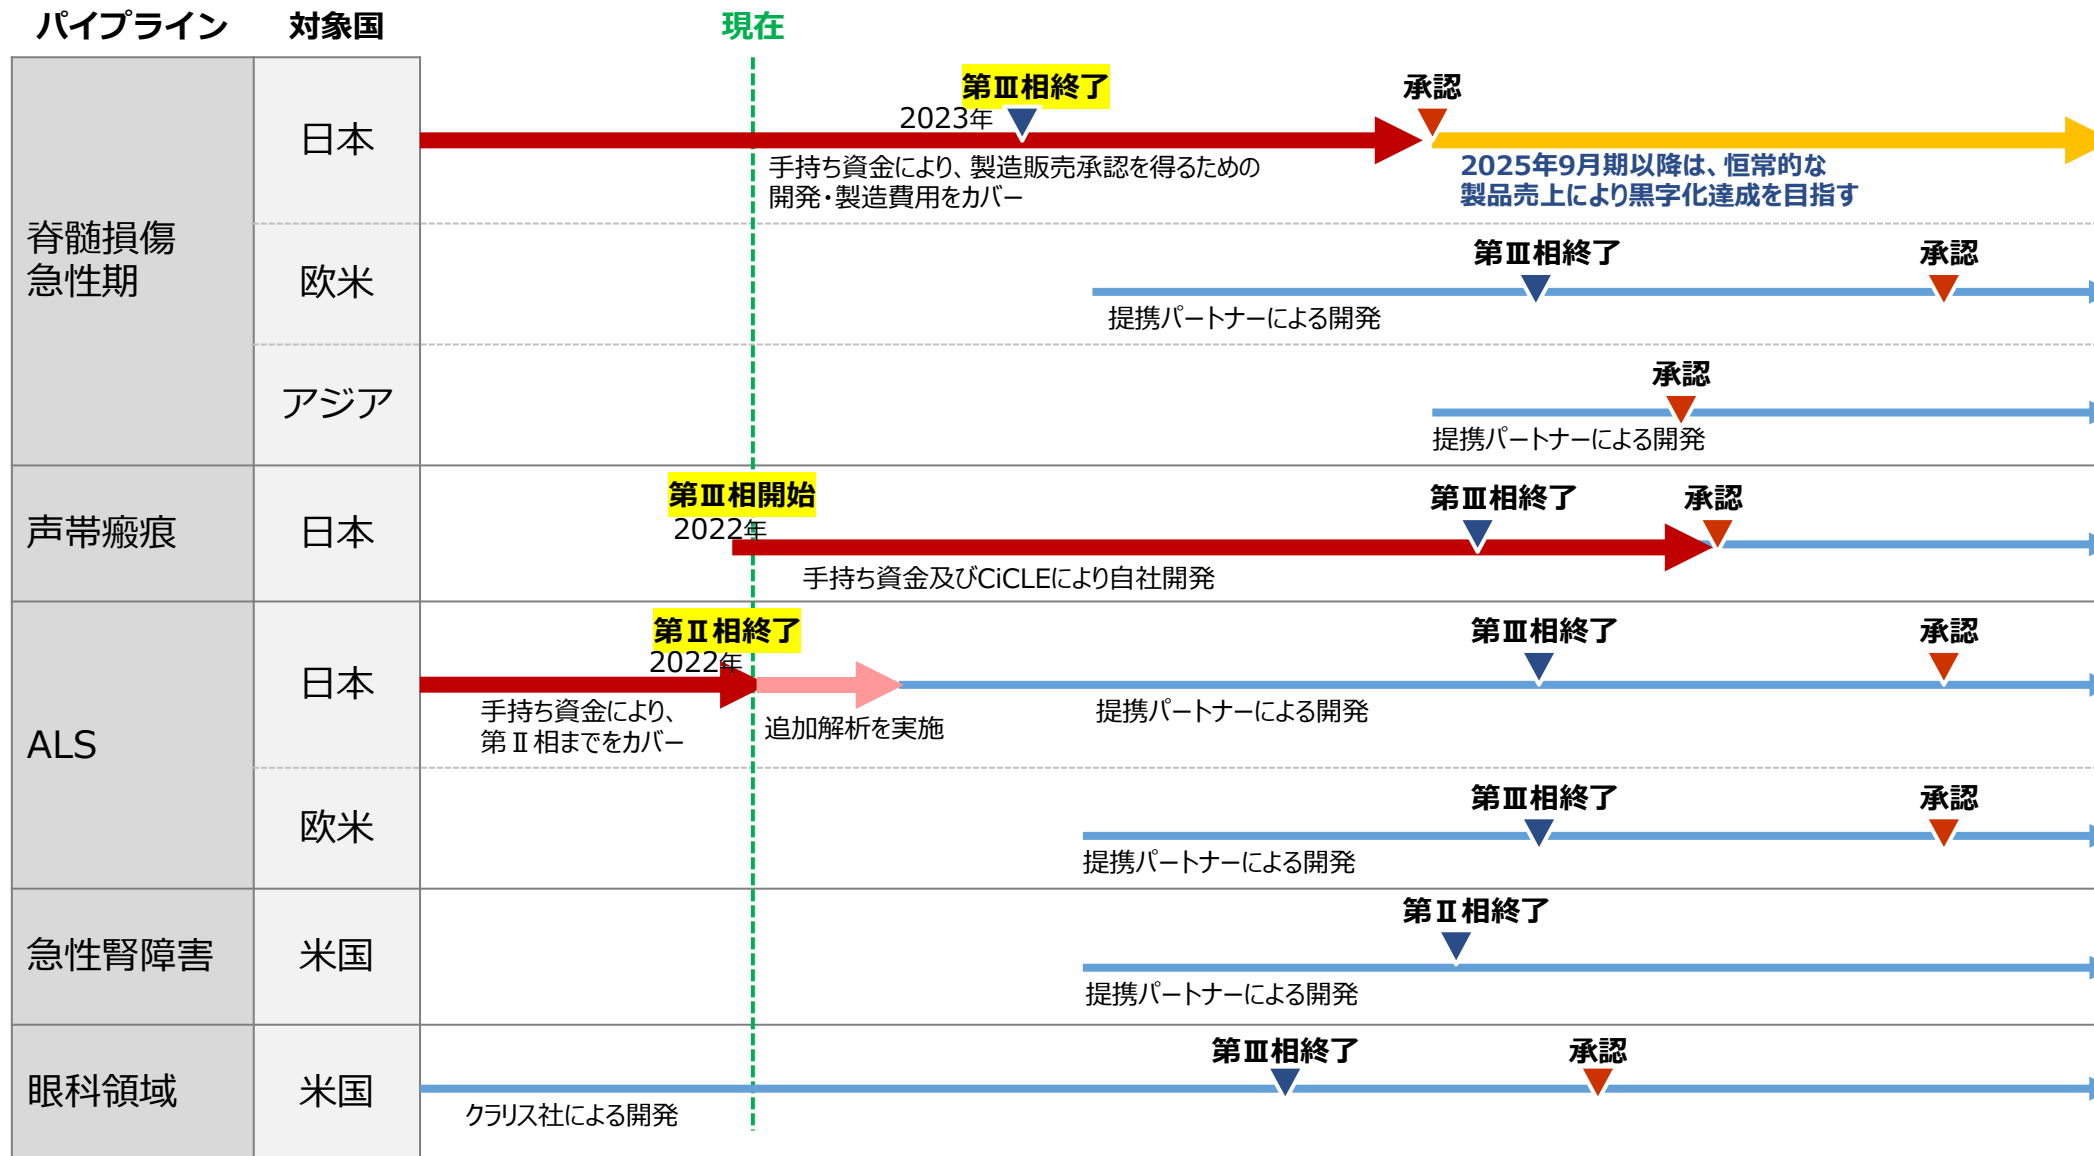 パイプライン
対象国
現在
脊髄損傷
急性期
日本
第Ⅲ相終了
2023年
承認
手持ち資金により、製造販売承認を得るための
開発・製造費用をカバー
2025年9月期以降は、恒常的な
製品売上により黒字化達成を目指す
欧米
第Ⅲ相終了
承認
提携パートナーによる開発
アジア
承認
提携パートナーによる開発
声帯瘢痕
日本
第Ⅲ相開始
2022年
第Ⅲ相終了
承認
手持ち資金及びCiCLEにより自社開発
ALS
日本
第Ⅱ相終了
2022年
第Ⅲ相終了
承認
手持ち資金により、
第Ⅱ相までをカバー
追加解析を実施
提携パートナーによる開発
欧米
第Ⅲ相終了
承認
提携パートナーによる開発
急性腎障害
米国
第Ⅱ相終了
提携パートナーによる開発
眼科領域
米国
第Ⅲ相終了
承認
クラリス社による開発